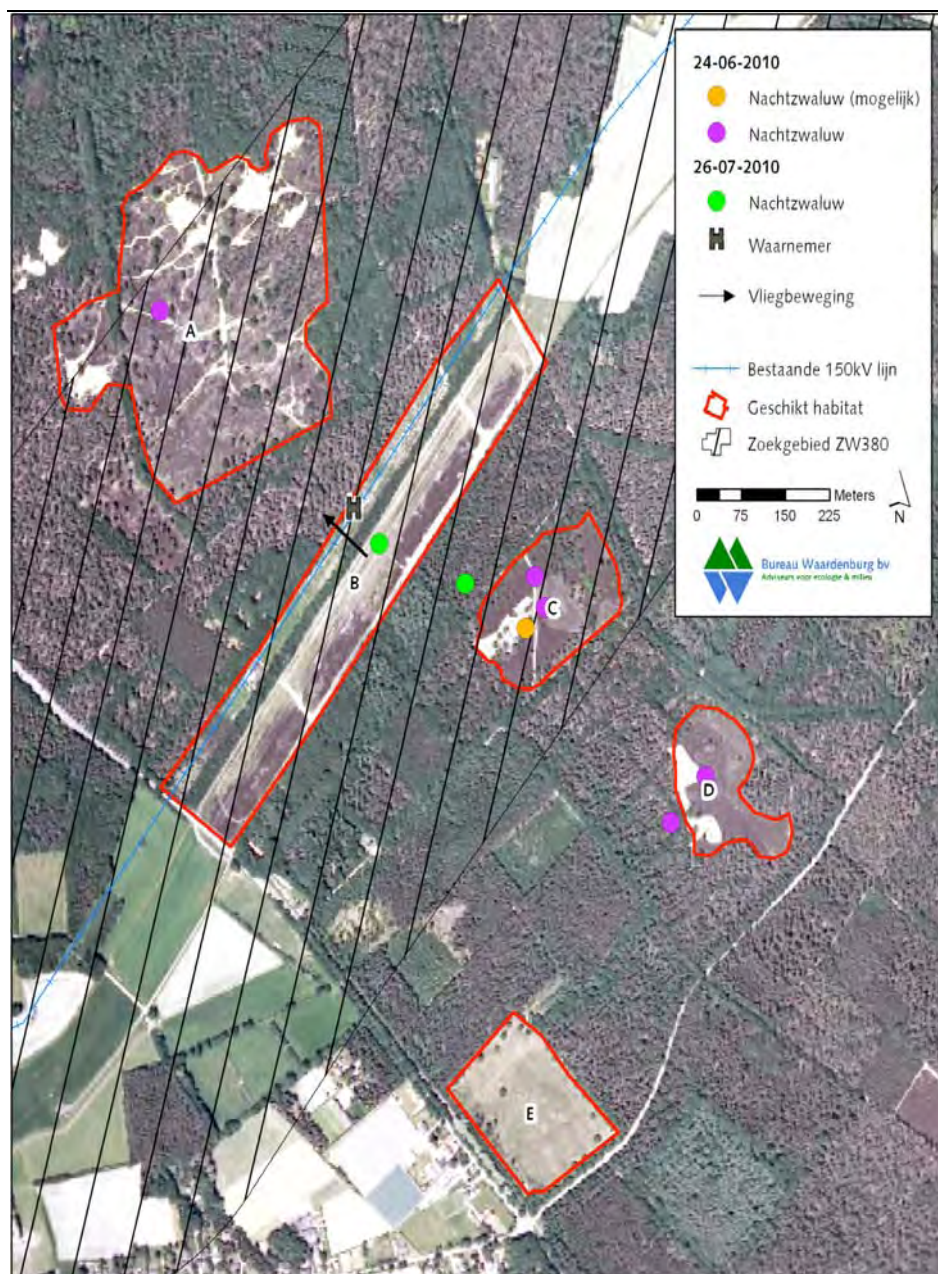 24-06-2010
Nachtzwaluw (mogelijk)
Nachtzwaluw
26-07-2010
Nachtzwaluw
Waarnemer
Vliegbeweging
Bestaande 150kV lijn
Geschikt habitat
Zoekgebied ZW380
Meters
0 75 150 225
N
Bureau Waardenburg bv
Adviseurs voor ecologie & milieu
A
B
C
D
E